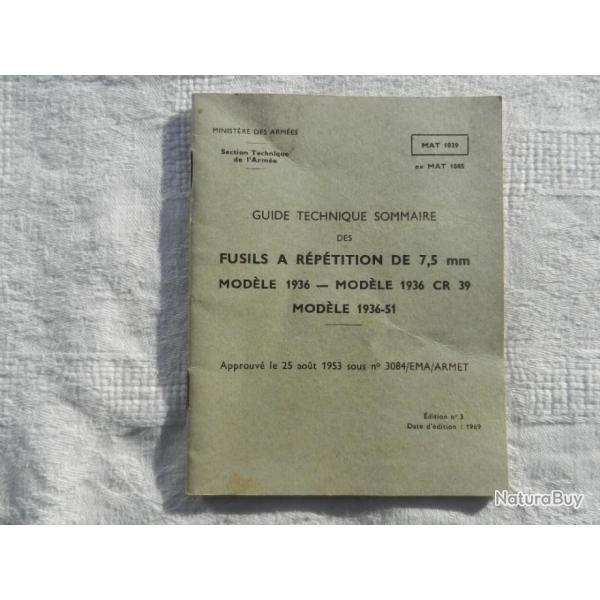 MINISTÈRE DES ARMÉES
Section Technique
de l'Armée
MAT 1039
ex MAT 1085
GUIDE TECHNIQUE SOMMAIRE
DES
FUSILS A RÉPÉTITION DE 7,5 mm
MODÈLE 1936 — MODÈLE 1936 CR 39
MODÈLE 1936-51
Approuvé le 25 août 1953 sous nº 3084/EMA/ARMET
Édition nº 3
Date d'édition : 1969
NaturaBuy